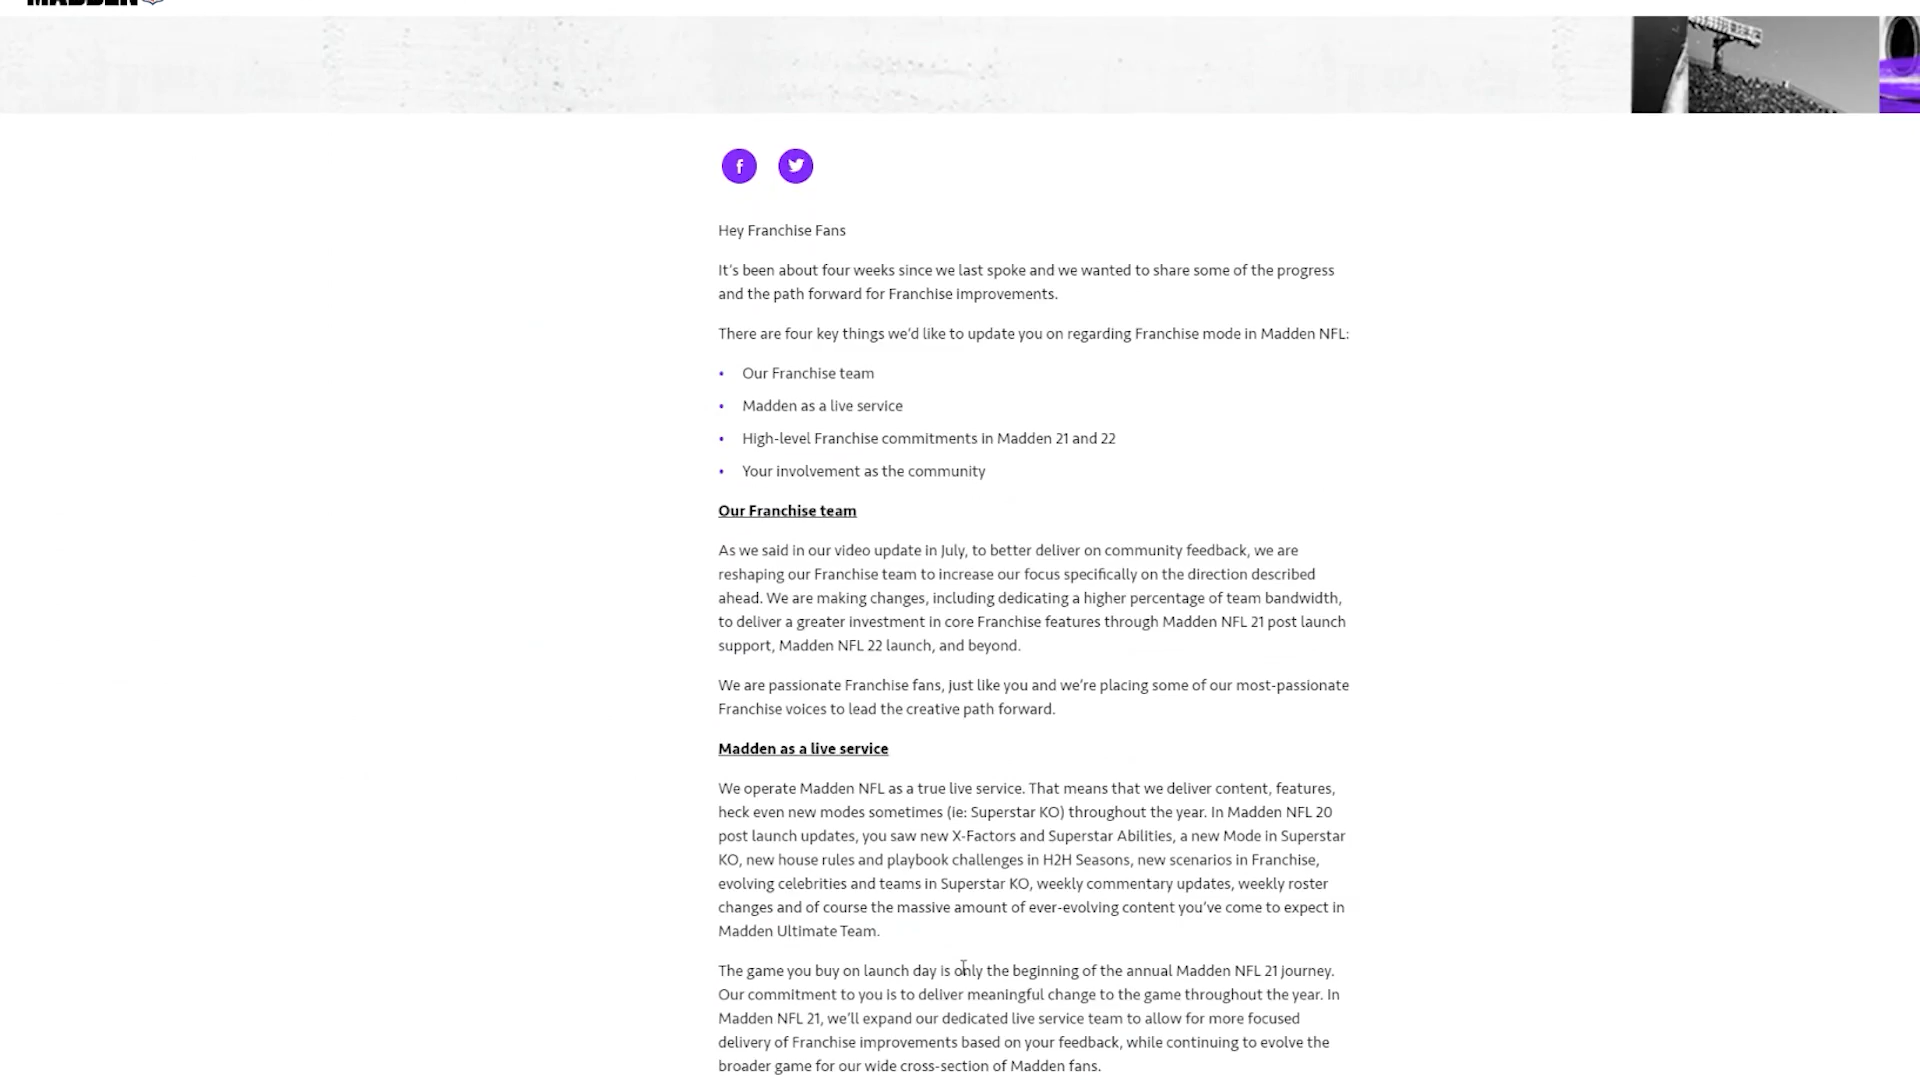 MADDEN
f
Hey Franchise Fans
It's been about four weeks since we last spoke and we wanted to share some of the progress
and the path forward for Franchise improvements.
There are four key things we'd like to update you on regarding Franchise mode in Madden NFL:
• Our Franchise team
• Madden as a live service
• High-level Franchise commitments in Madden 21 and 22
• Your involvement as the community
Our Franchise team
As we said in our video update in July, to better deliver on community feedback, we are
reshaping our Franchise team to increase our focus specifically on the direction described
ahead. We are making changes, including dedicating a higher percentage of team bandwidth,
to deliver a greater investment in core Franchise features through Madden NFL 21 post launch
support, Madden NFL 22 launch, and beyond.
We are passionate Franchise fans, just like you and we're placing some of our most-passionate
Franchise voices to lead the creative path forward.
Madden as a live service
We operate Madden NFL as a true live service. That means that we deliver content, features,
heck even new modes sometimes (ie: Superstar KO) throughout the year. In Madden NFL 20
post launch updates, you saw new X-Factors and Superstar Abilities, a new Mode in Superstar
KO, new house rules and playbook challenges in H2H Seasons, new scenarios in Franchise,
evolving celebrities and teams in Superstar KO, weekly commentary updates, weekly roster
changes and of course the massive amount of ever-evolving content you've come to expect in
Madden Ultimate Team.
The game you buy on launch day is only the beginning of the annual Madden NFL 21 journey.
Our commitment to you is to deliver meaningful change to the game throughout the year. In
Madden NFL 21, we'll expand our dedicated live service team to allow for more focused
delivery of Franchise improvements based on your feedback, while continuing to evolve the
broader game for our wide cross-section of Madden fans.